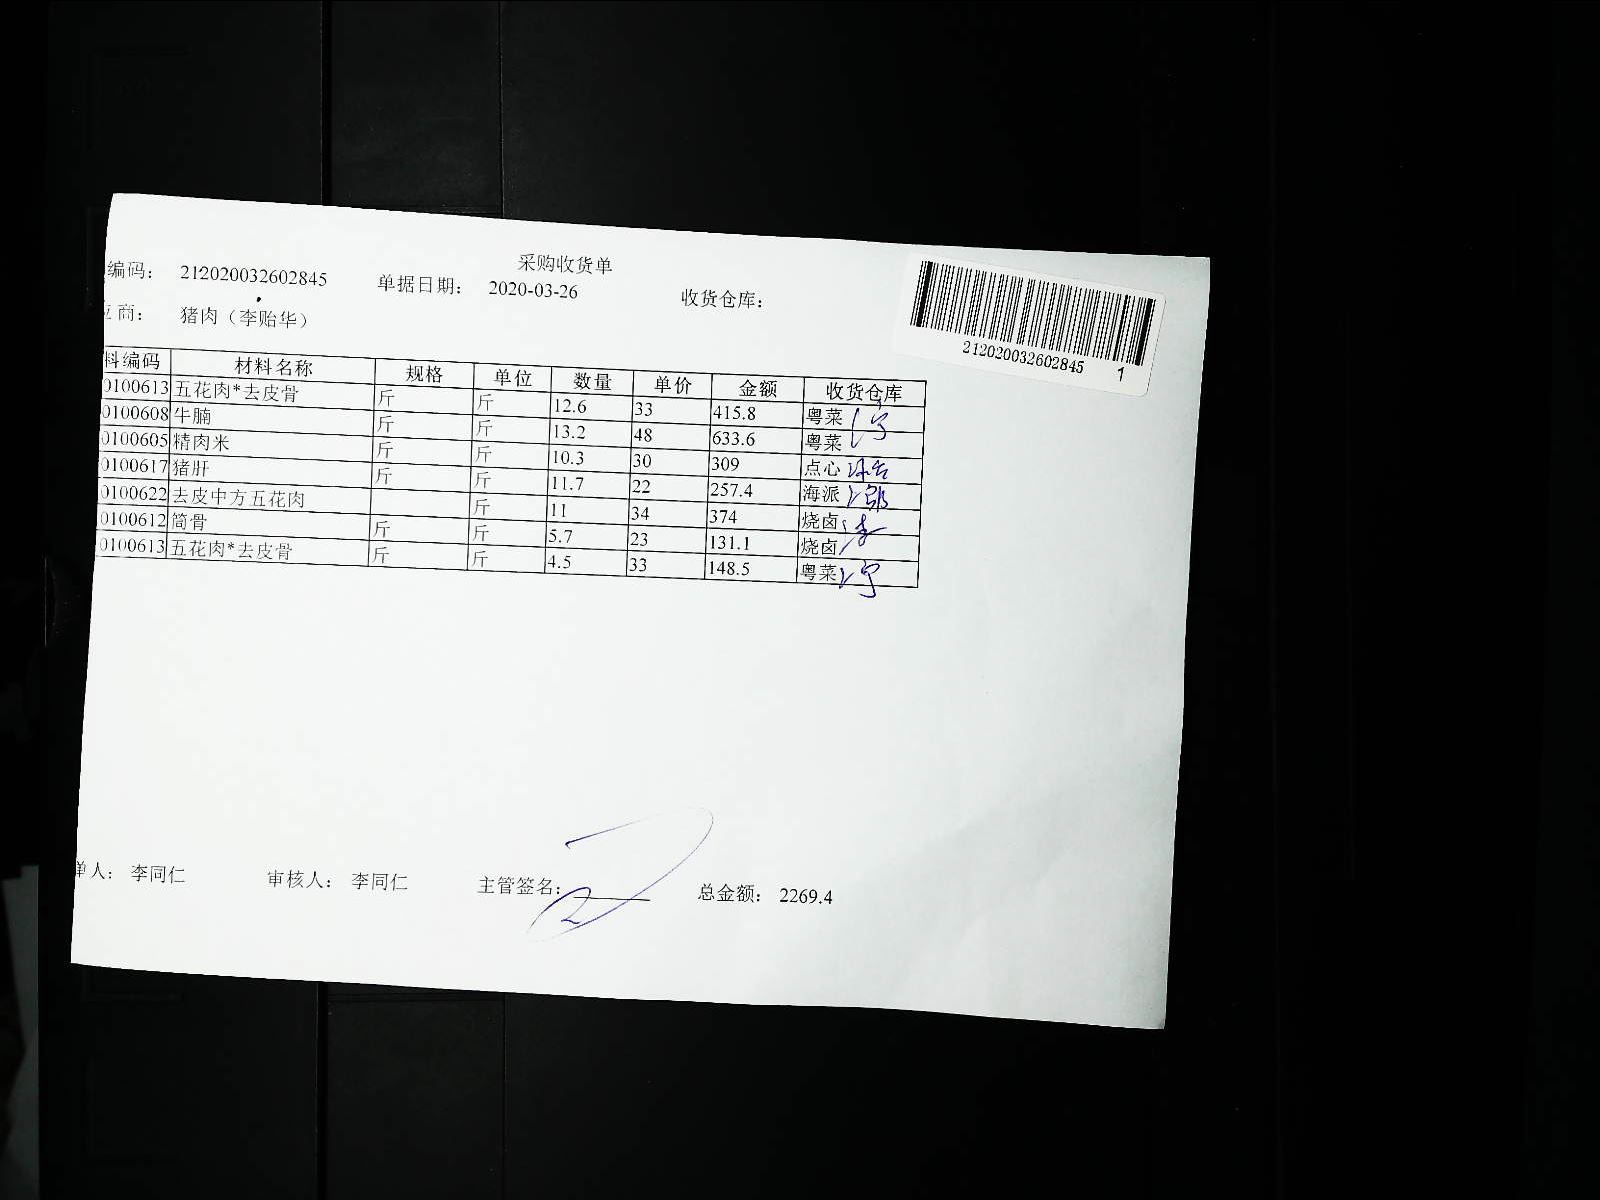 采购收货单
编码： 212020032602845 单据日期： 2020-03-26 收货仓库：
商： 猪肉（李贻华）
212020032602845 1
料编码 材料名称 规格 单位 数量 单价 金额 收货仓库
0100613 五花肉*去皮骨 斤 斤 12.6 33 415.8 粤菜
0100608 牛腩 斤 斤 13.2 48 633.6 粤菜
0100605 精肉米 斤 斤 10.3 30 309 点心
0100617 猪肝 斤 斤 11.7 22 257.4 海派
0100622 去皮中方五花肉 斤 11 34 374 烧卤
0100612 筒骨 斤 斤 5.7 23 131.1 烧卤
0100613 五花肉*去皮骨 斤 斤 4.5 33 148.5 粤菜
单人： 李同仁 审核人： 李同仁 主管签名： 总金额： 2269.4